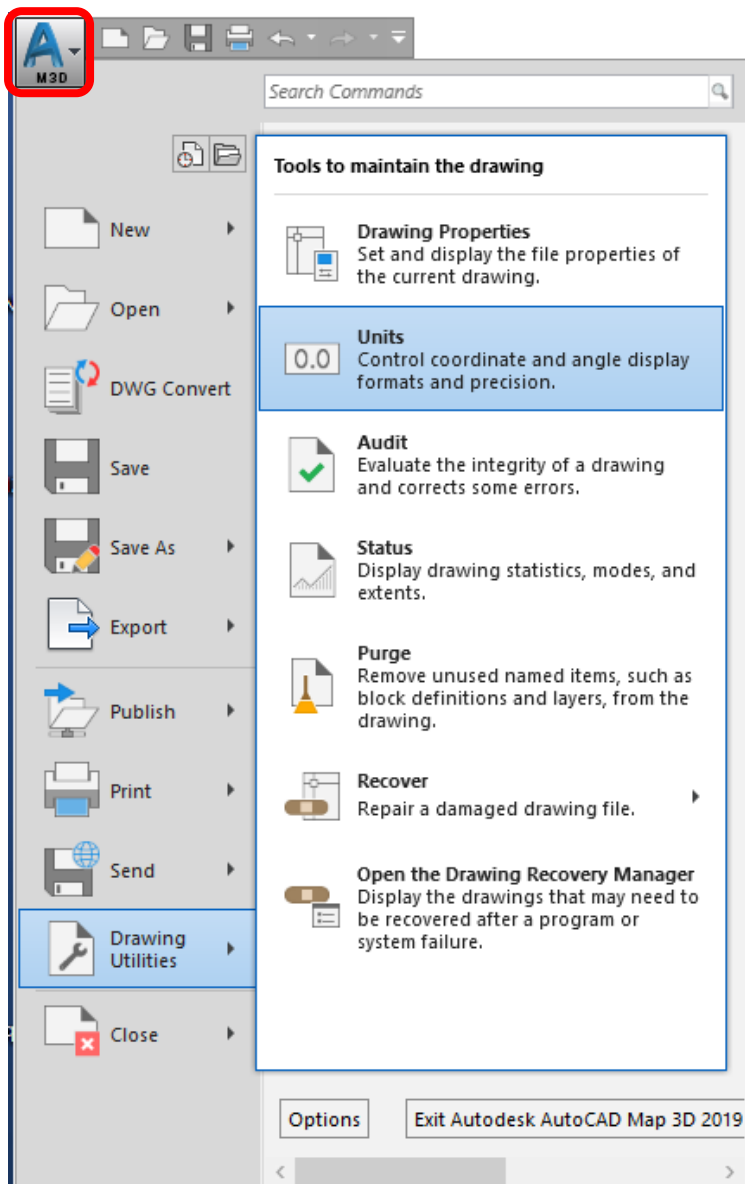 M3D
Search Commands
New
Open
DWG Convert
Save
Save As
Export
Publish
Print
Send
Drawing
Utilities
Close
Tools to maintain the drawing
Drawing Properties
Set and display the file properties of
the current drawing.
0.0
Units
Control coordinate and angle display
formats and precision.
Audit
Evaluate the integrity of a drawing
and corrects some errors.
Status
Display drawing statistics, modes, and
extents.
Purge
Remove unused named items, such as
block definitions and layers, from the
drawing.
Recover
Repair a damaged drawing file.
Open the Drawing Recovery Manager
Display the drawings that may need to
be recovered after a program or
system failure.
Options
Exit Autodesk AutoCAD Map 3D 2019